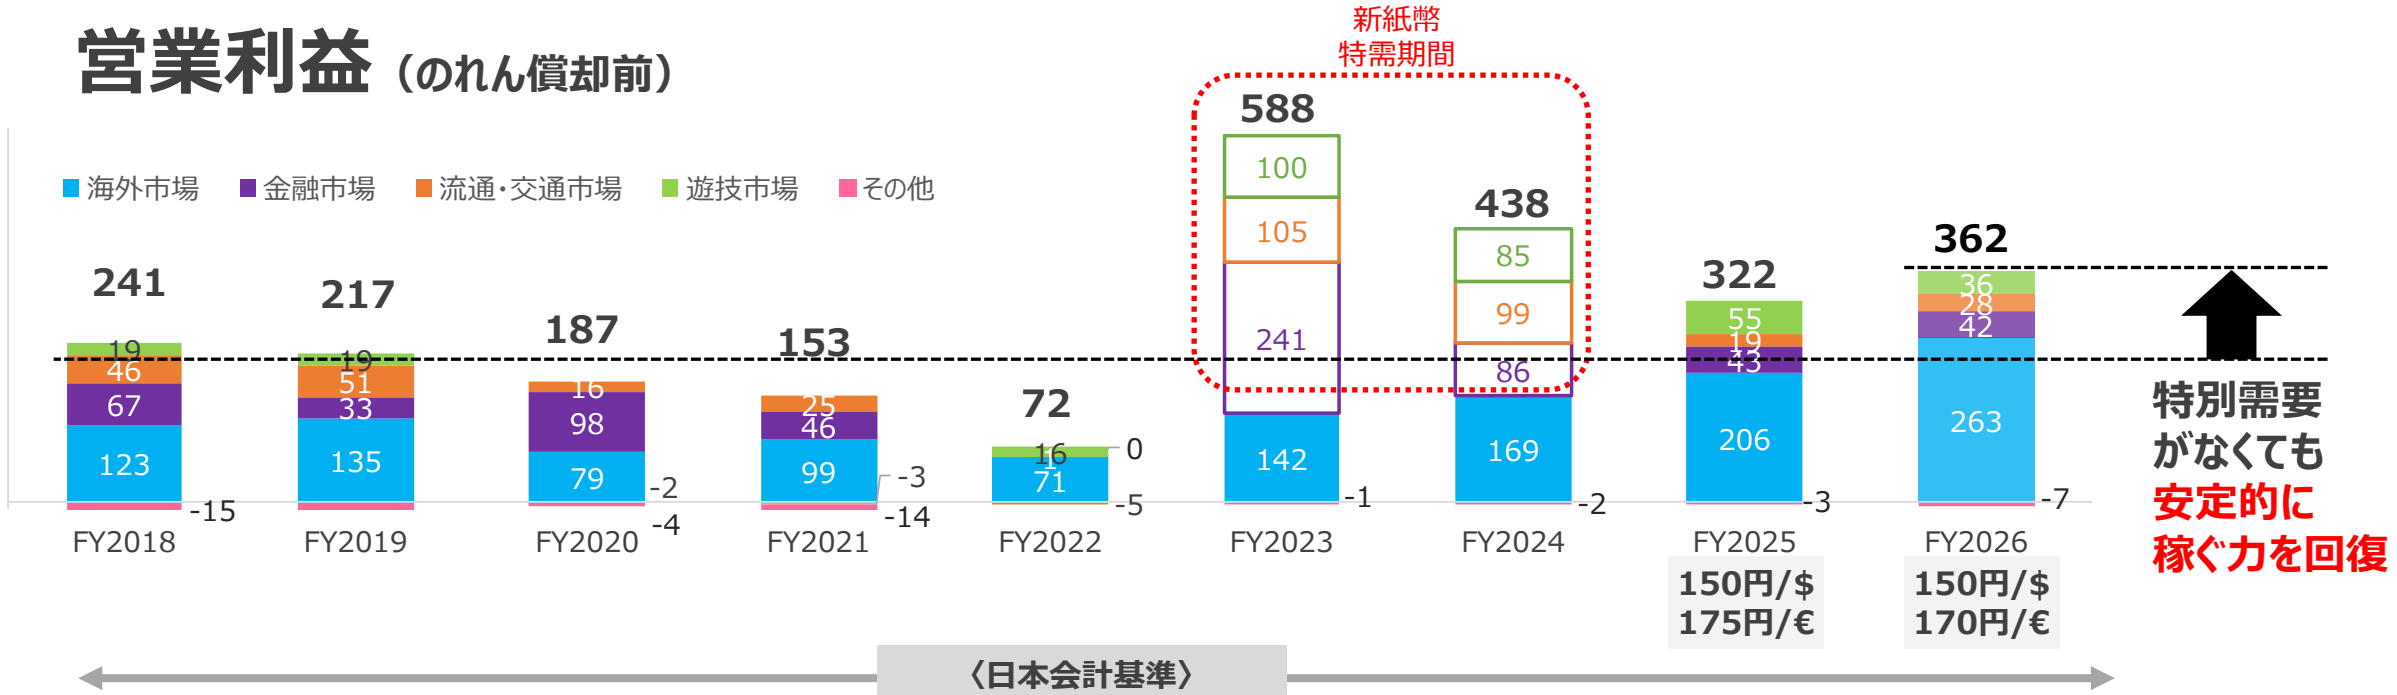 営業利益（のれん償却前）
新紙幣
特需期間
海外市場 金融市場 流通・交通市場 遊技市場 その他
241
19
46
67
123
-15
FY2018
217
19
51
33
135
FY2019
187
16
98
79
-2
-4
FY2020
153
25
46
99
-3
-14
FY2021
72
16
1
71
0
-5
FY2022
588
100
105
241
142
-1
FY2023
438
85
99
86
169
-2
FY2024
322
55
19
43
206
-3
FY2025
150円/$
175円/€
362
36
28
42
263
-7
FY2026
150円/$
170円/€
特別需要
がなくても
安定的に
稼ぐ力を回復
〈日本会計基準〉